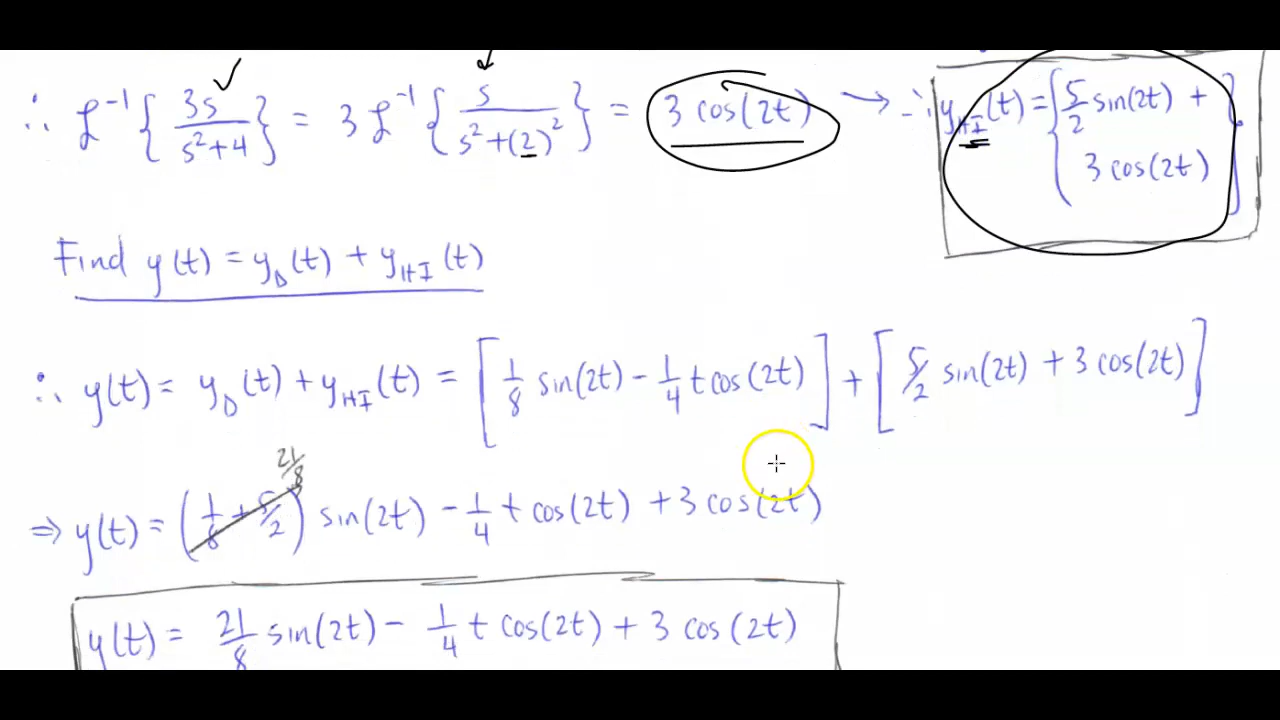 ∴ ℒ⁻¹{3s/(s²+4)} = 3ℒ⁻¹{s/(s²+(2)²)} = 3 cos(2t) → ∴ y_HI(t) = {5/2 sin(2t) +
3 cos(2t)}
Find y(t) = y_D(t) + y_HI(t)
∴ y(t) = y_D(t) + y_HI(t) = [1/8 sin(2t) − 1/4 t cos(2t)] + [5/2 sin(2t) + 3 cos(2t)]
21/8
⇒ y(t) = (1/8 + 5/2) sin(2t) − 1/4 t cos(2t) + 3 cos(2t)
y(t) = 21/8 sin(2t) − 1/4 t cos(2t) + 3 cos(2t)